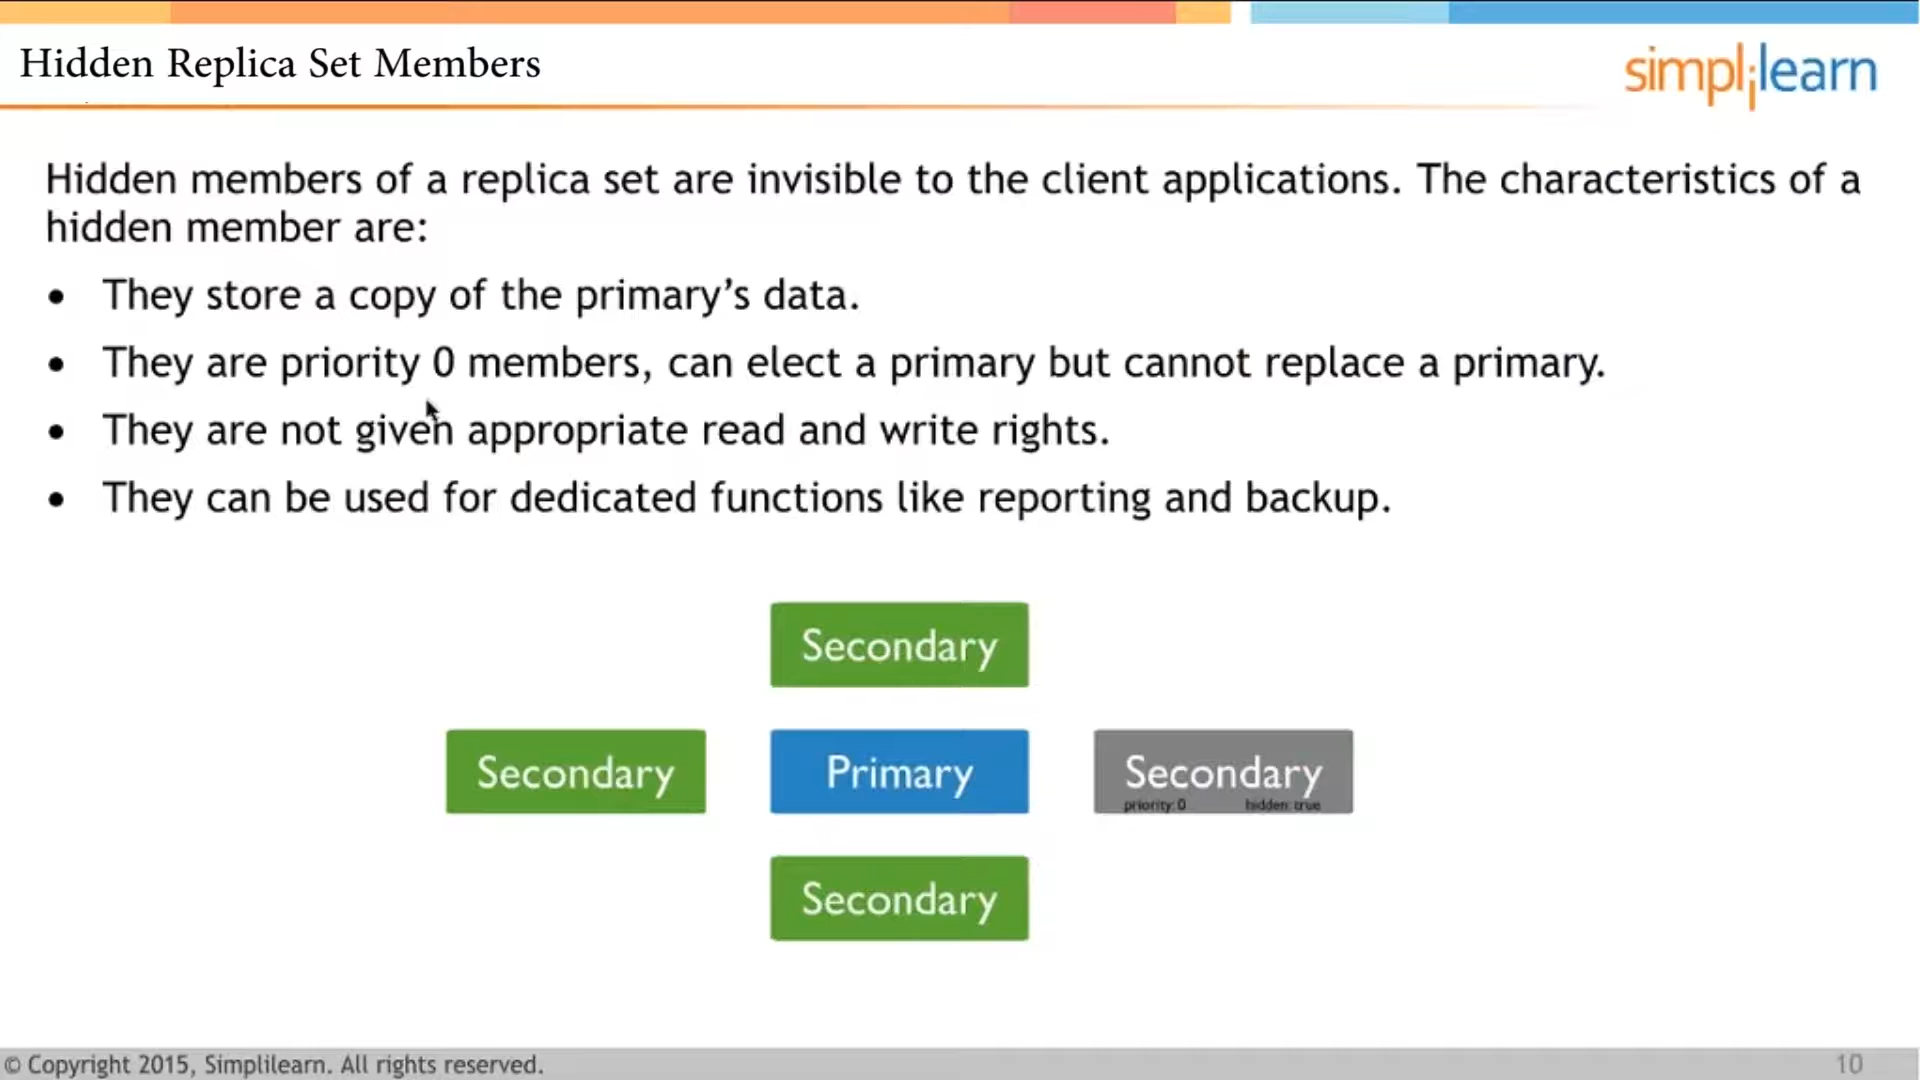 Hidden Replica Set Members
simplilearn
Hidden members of a replica set are invisible to the client applications. The characteristics of a
hidden member are:
• They store a copy of the primary’s data.
• They are priority 0 members, can elect a primary but cannot replace a primary.
• They are not given appropriate read and write rights.
• They can be used for dedicated functions like reporting and backup.
Secondary
Secondary
Primary
Secondary
priority: 0 hidden: true
Secondary
© Copyright 2015, Simplilearn. All rights reserved.
10